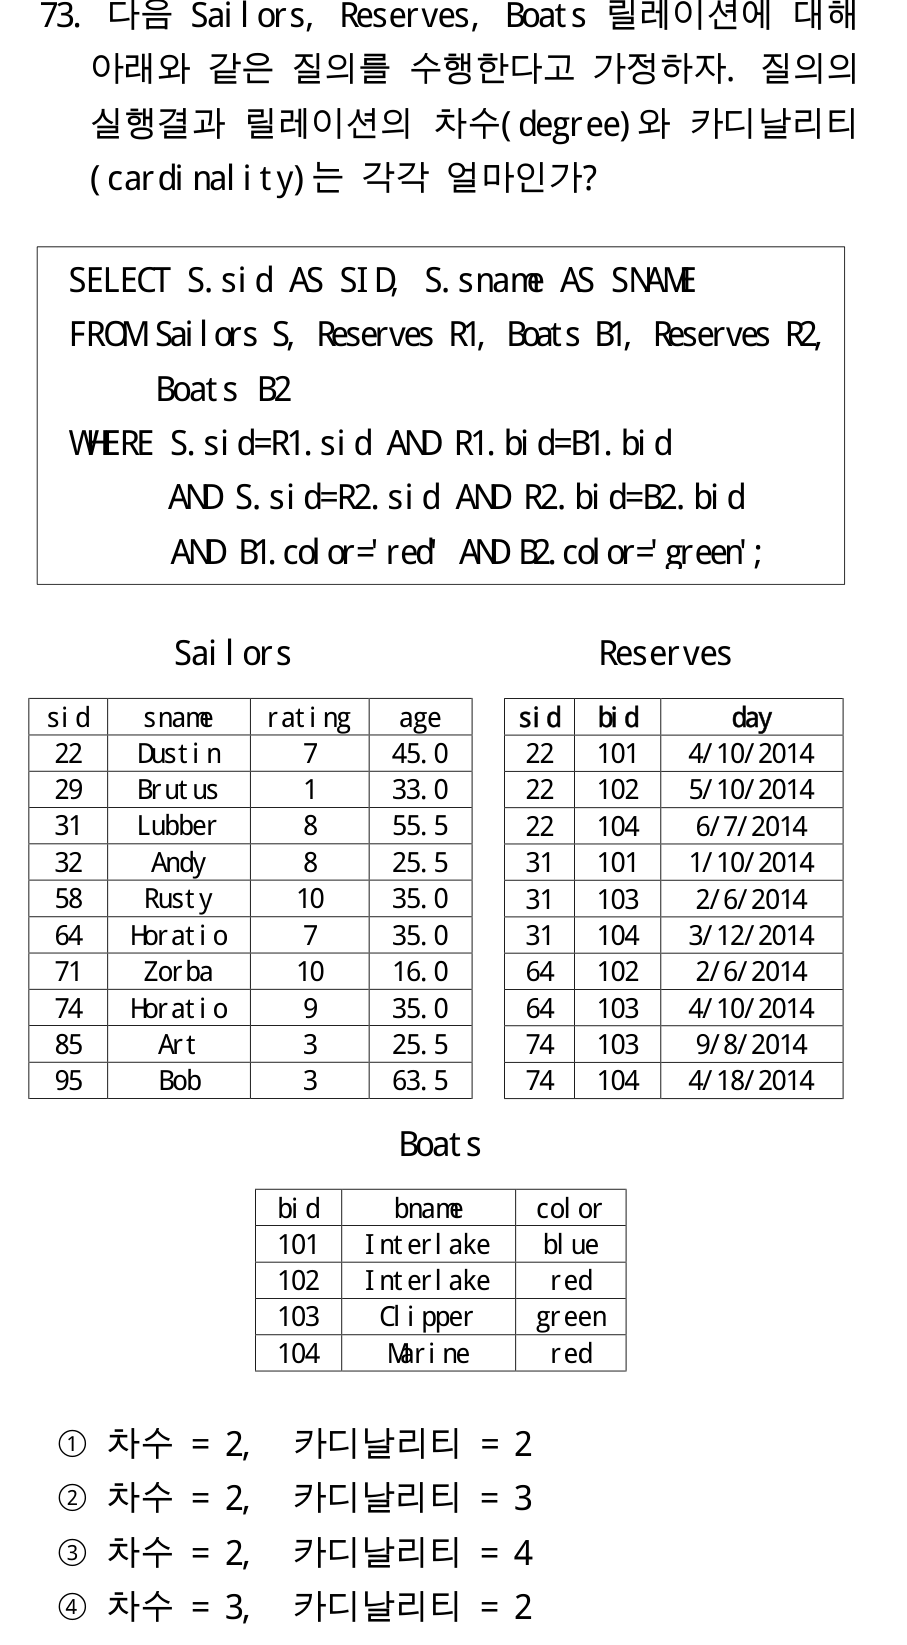 73. 다음 Sailors, Reserves, Boats 릴레이션에 대해
아래와 같은 질의를 수행한다고 가정하자. 질의의
실행결과 릴레이션의 차수(degree)와 카디날리티
(cardinality)는 각각 얼마인가?
SELECT S.sid AS SID, S.sname AS SNAME
FROM Sailors S, Reserves R1, Boats B1, Reserves R2,
Boats B2
WHERE S.sid=R1.sid AND R1.bid=B1.bid
AND S.sid=R2.sid AND R2.bid=B2.bid
AND B1.color='red' AND B2.color='green';
Sailors
sid sname rating age
22 Dustin 7 45.0
29 Brutus 1 33.0
31 Lubber 8 55.5
32 Andy 8 25.5
58 Rusty 10 35.0
64 Horatio 7 35.0
71 Zorba 10 16.0
74 Horatio 9 35.0
85 Art 3 25.5
95 Bob 3 63.5
Reserves
sid bid day
22 101 4/10/2014
22 102 5/10/2014
22 104 6/7/2014
31 101 1/10/2014
31 103 2/6/2014
31 104 3/12/2014
64 102 2/6/2014
64 103 4/10/2014
74 103 9/8/2014
74 104 4/18/2014
Boats
bid bname color
101 Interlake blue
102 Interlake red
103 Clipper green
104 Marine red
① 차수 = 2, 카디날리티 = 2
② 차수 = 2, 카디날리티 = 3
③ 차수 = 2, 카디날리티 = 4
④ 차수 = 3, 카디날리티 = 2